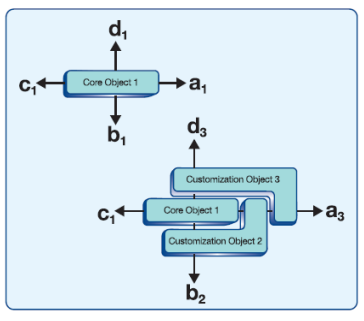 d1
c1 Core Object 1 a1
b1
d3
Customization Object 3
c1 Core Object 1 a3
Customization Object 2
b2